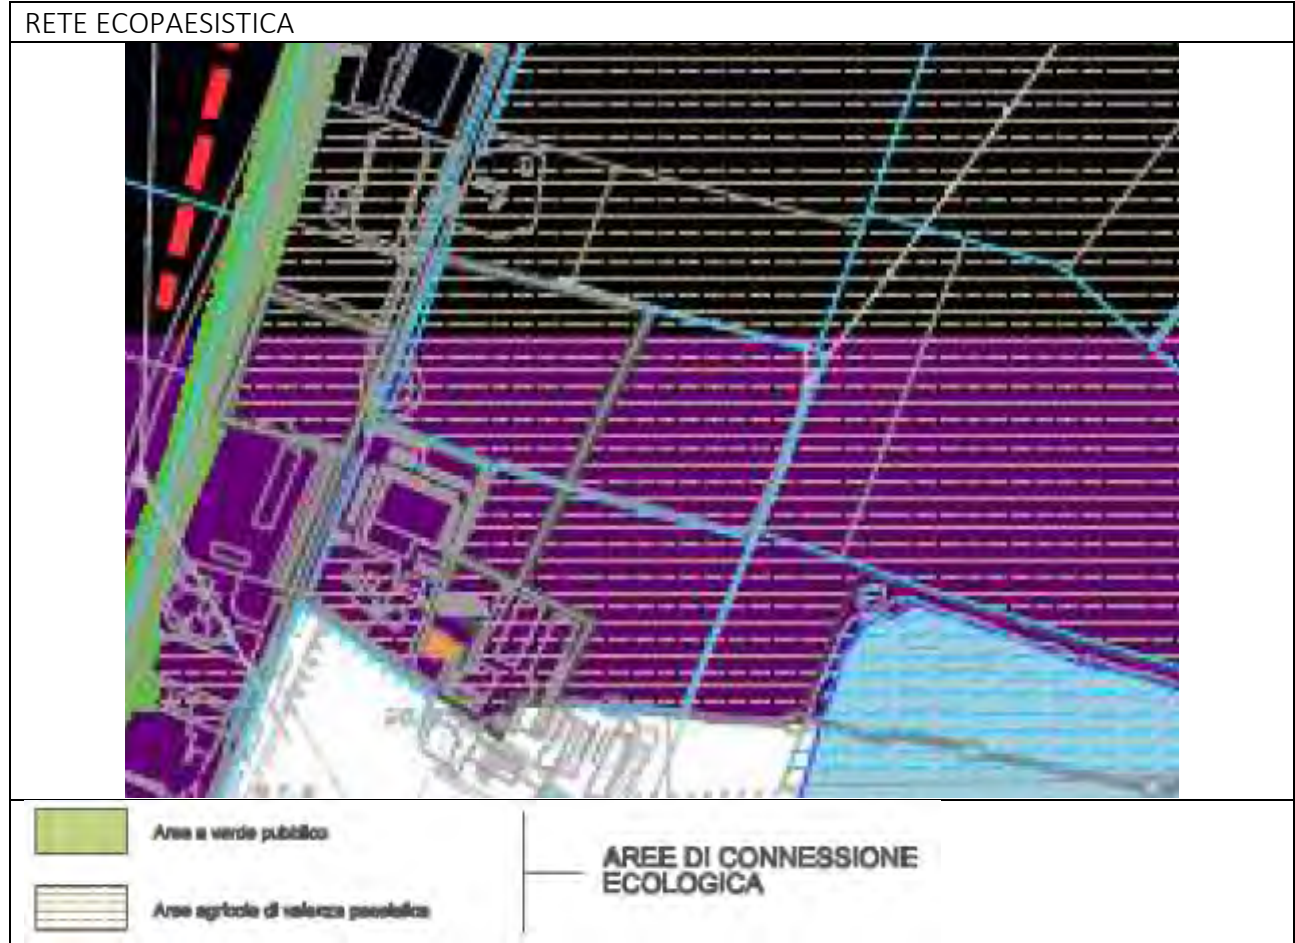 RETE ECOPAESISTICA
Aree a verde pubblico
Aree agricole di valenza paesistica
AREE DI CONNESSIONE
ECOLOGICA